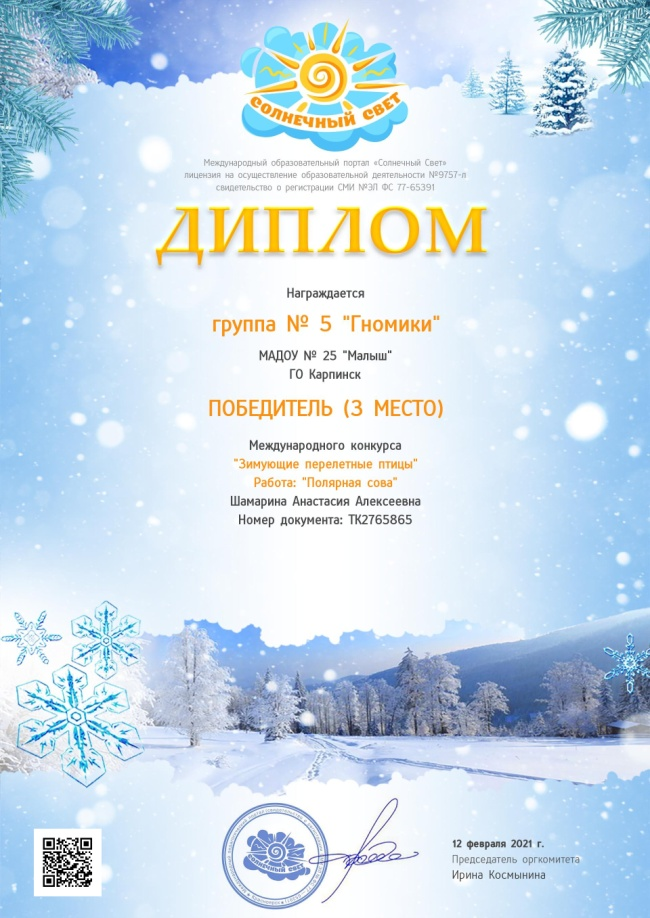 СОЛНЕЧНЫЙ СВЕТ
Международный образовательный портал «Солнечный Свет»
лицензия на осуществление образовательной деятельности №9757-л
свидетельство о регистрации СМИ №ЭЛ ФС 77-65391
ДИПЛОМ
Награждается
группа № 5 "Гномики"
МАДОУ № 25 "Малыш"
ГО Карпинск
ПОБЕДИТЕЛЬ (3 МЕСТО)
Международного конкурса
"Зимующие перелетные птицы"
Работа: "Полярная сова"
Шамарина Анастасия Алексеевна
Номер документа: ТК2765865
СОЛНЕЧНЫЙ СВЕТ
12 февраля 2021 г.
Председатель оргкомитета
Ирина Космынина